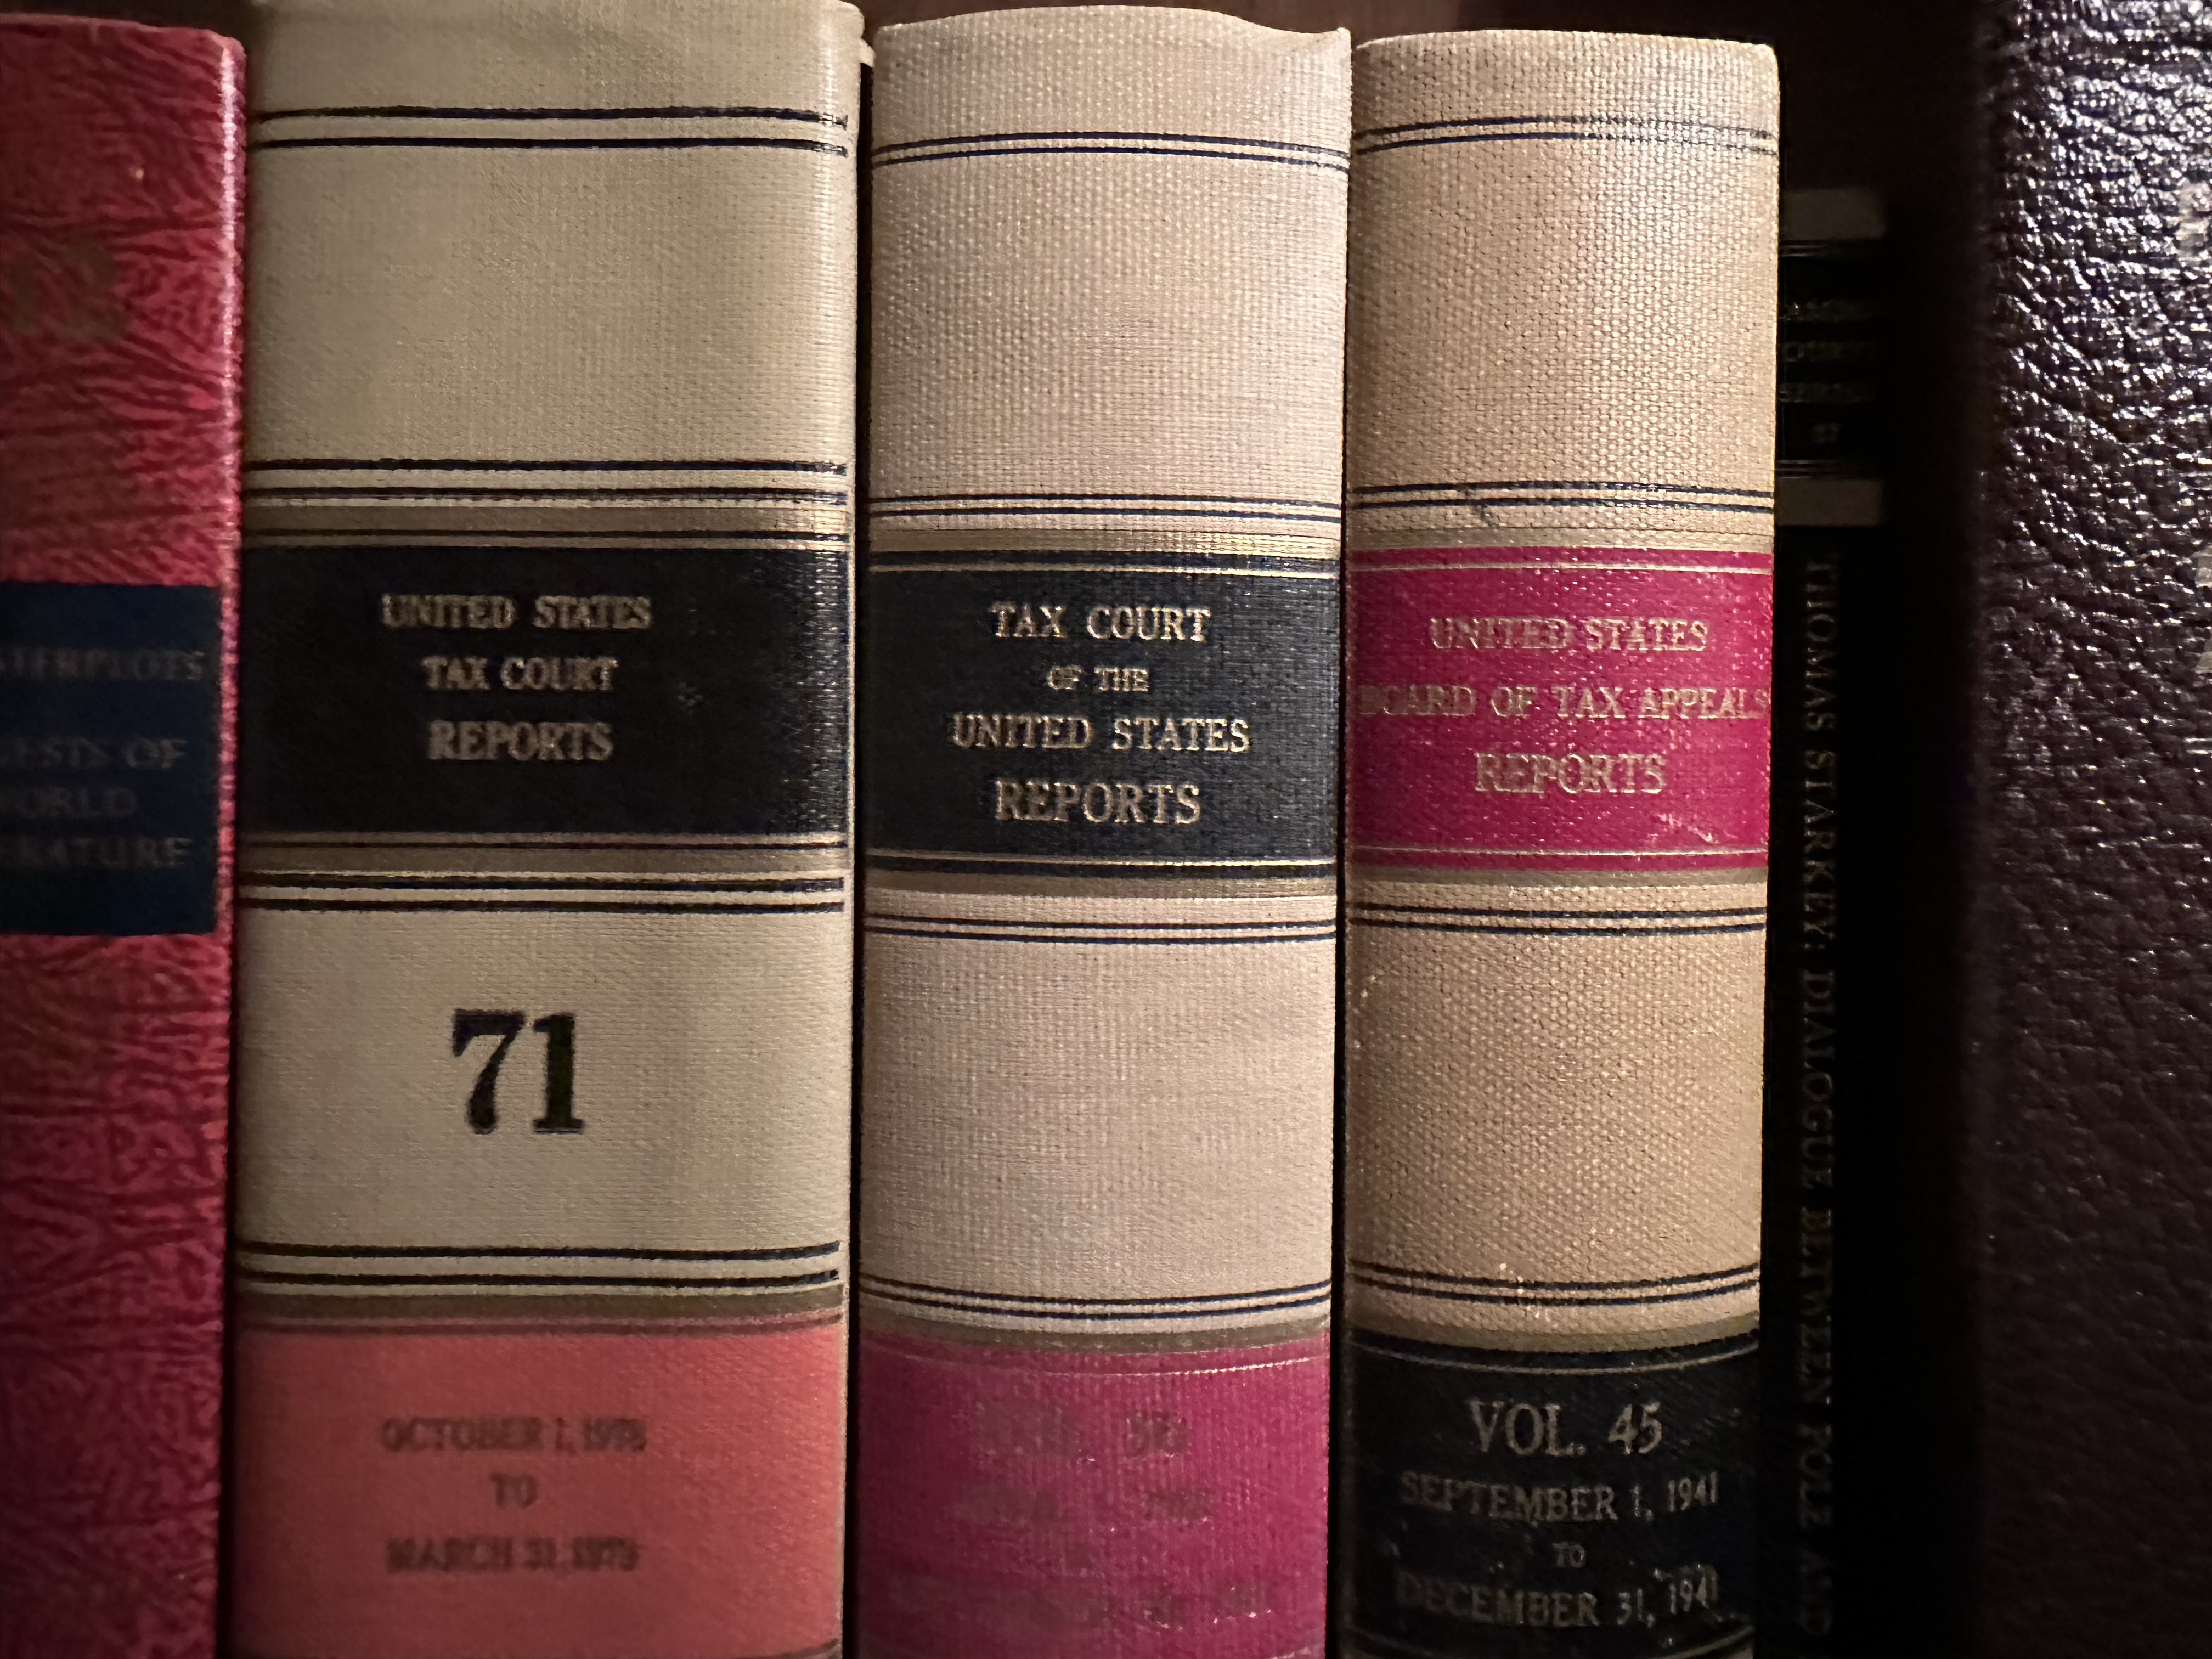 OF
UNITED STATES
TAX COURT
REPORTS
71
OCTOBER 1, 1978
TO
MARCH 31, 1979
TAX COURT
OF THE
UNITED STATES
REPORTS
UNITED STATES
BOARD OF TAX APPEALS
REPORTS
VOL. 45
SEPTEMBER 1, 1941
TO
DECEMBER 31, 1941
THOMAS STARKEY: DIALOGUE BETWEEN POLE AND